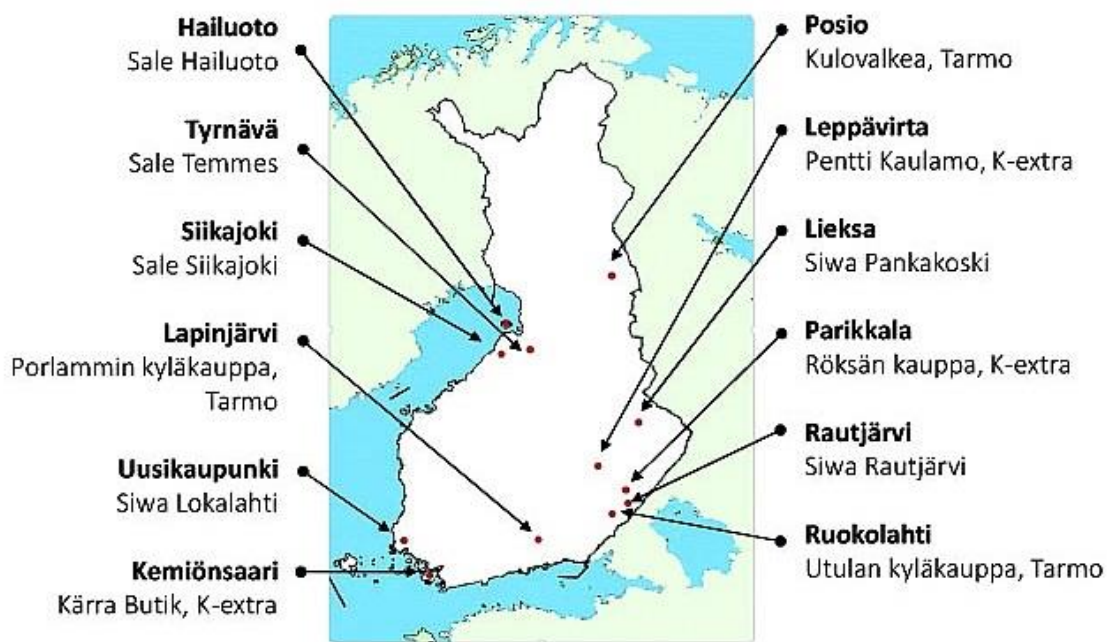 Hailuoto
Sale Hailuoto
Tyrnävä
Sale Temmes
Siikajoki
Sale Siikajoki
Lapinjärvi
Porlammin kyläkauppa,
Tarmo
Uusikaupunki
Siwa Lokalahti
Kemiönsaari
Kärra Butik, K-extra
Posio
Kulovalkea, Tarmo
Leppävirta
Pentti Kaulamo, K-extra
Lieksa
Siwa Pankakoski
Parikkala
Röksän kauppa, K-extra
Rautjärvi
Siwa Rautjärvi
Ruokolahti
Utulan kyläkauppa, Tarmo